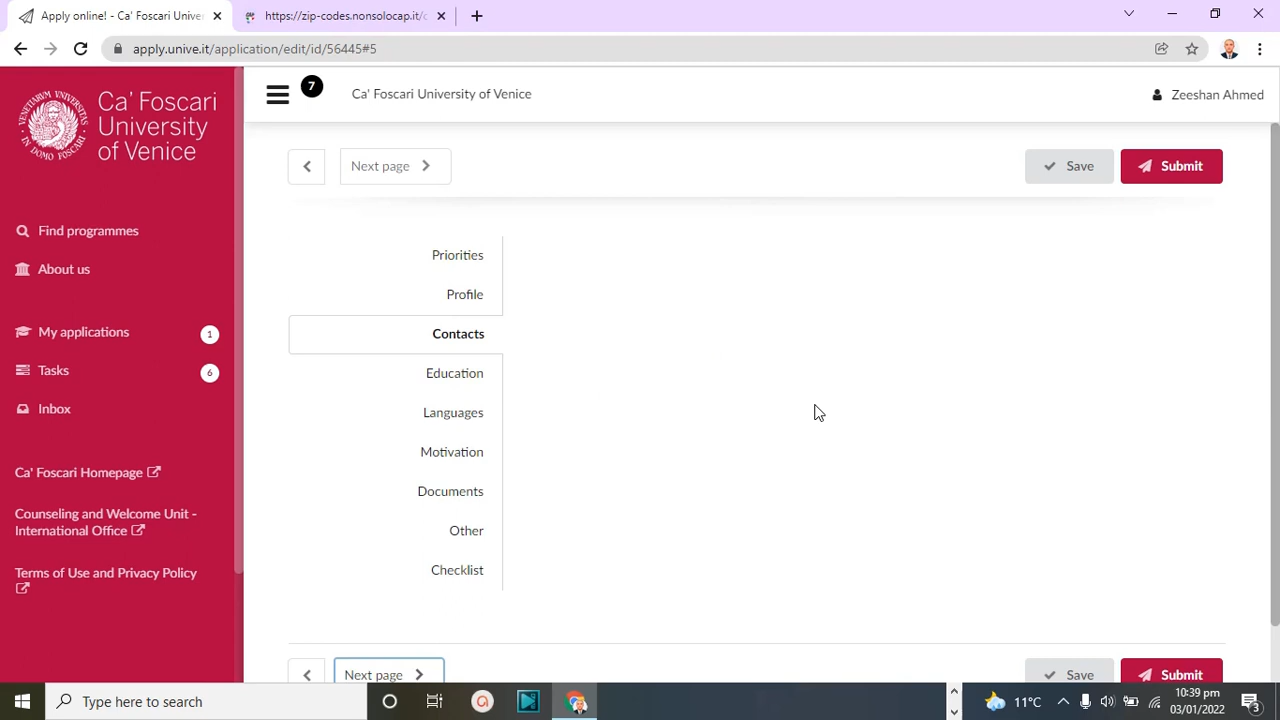 Apply online! - Ca' Foscari Univer
https://zip-codes.nonsolocap.it/c
apply.unive.it/application/edit/id/56445#5
Ca' Foscari
University
of Venice
7
Ca' Foscari University of Venice
Zeeshan Ahmed
Next page
Save
Submit
Find programmes
About us
My applications
1
Tasks
6
Inbox
Ca' Foscari Homepage
Counseling and Welcome Unit -
International Office
Terms of Use and Privacy Policy
Priorities
Profile
Contacts
Education
Languages
Motivation
Documents
Other
Checklist
Next page
Save
Submit
Type here to search
11°C
10:39 pm
03/01/2022
3